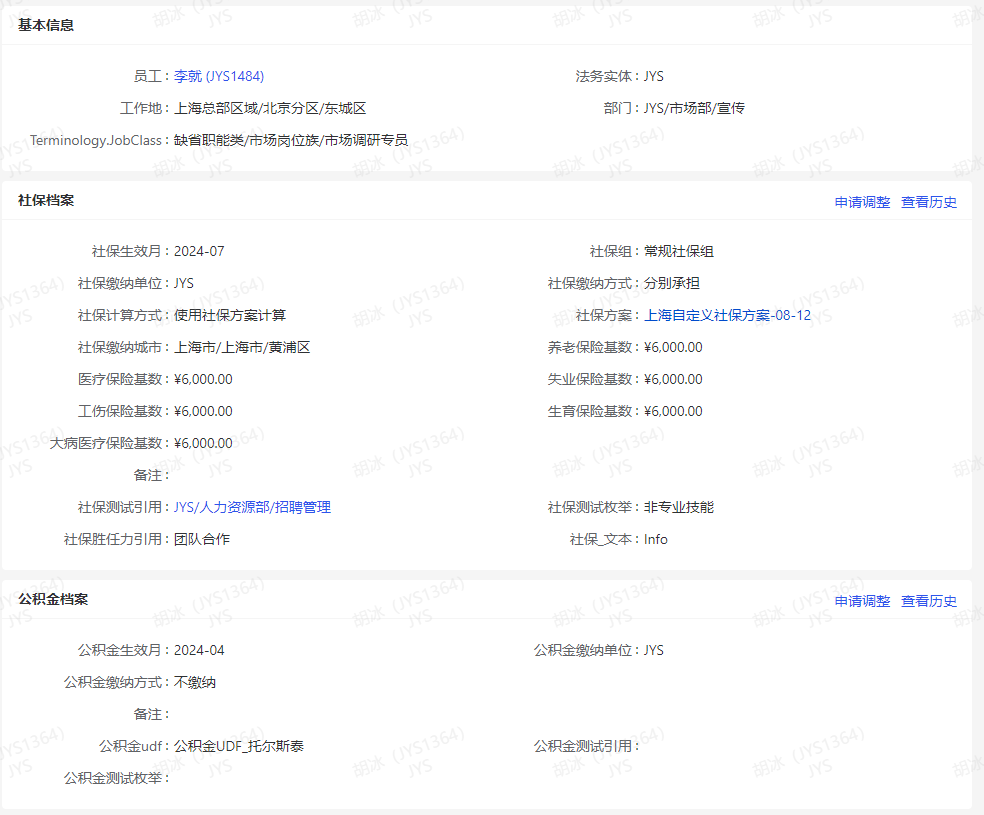 基本信息
员工：李就 (JYS1484) 法务实体：JYS
工作地：上海总部区域/北京分区/东城区 部门：JYS/市场部/宣传
Terminology.JobClass：缺省职能类/市场岗位族/市场调研专员
社保档案 申请调整 查看历史
社保生效月：2024-07 社保组：常规社保组
社保缴纳单位：JYS 社保缴纳方式：分别承担
社保计算方式：使用社保方案计算 社保方案：上海自定义社保方案-08-12
社保缴纳城市：上海市/上海市/黄浦区 养老保险基数：¥6,000.00
医疗保险基数：¥6,000.00 失业保险基数：¥6,000.00
工伤保险基数：¥6,000.00 生育保险基数：¥6,000.00
大病医疗保险基数：¥6,000.00
备注：
社保测试引用：JYS/人力资源部/招聘管理 社保测试枚举：非专业技能
社保胜任力引用：团队合作 社保_文本：Info
公积金档案 申请调整 查看历史
公积金生效月：2024-04 公积金缴纳单位：JYS
公积金缴纳方式：不缴纳
备注：
公积金udf：公积金UDF_托尔斯泰 公积金测试引用：
公积金测试枚举：
胡冰（JYS1364）
JYS